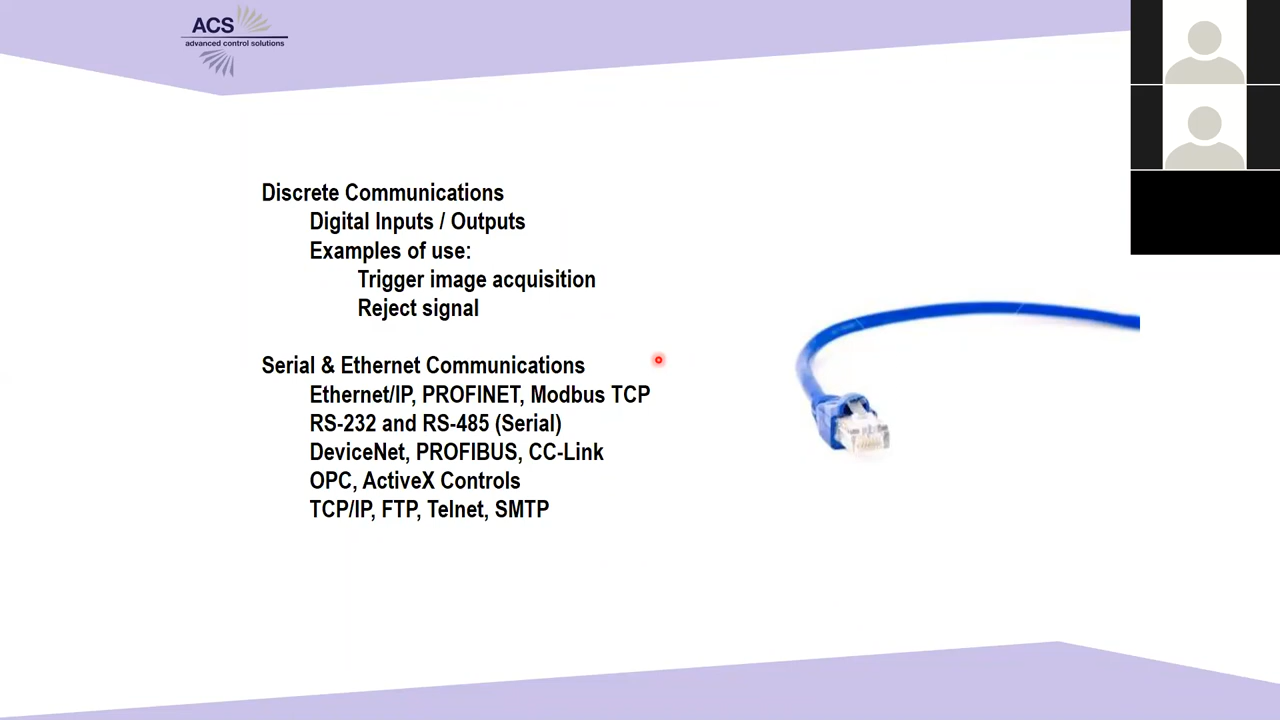 ACS
advanced control solutions
Discrete Communications
Digital Inputs / Outputs
Examples of use:
Trigger image acquisition
Reject signal
Serial & Ethernet Communications
Ethernet/IP, PROFINET, Modbus TCP
RS-232 and RS-485 (Serial)
DeviceNet, PROFIBUS, CC-Link
OPC, ActiveX Controls
TCP/IP, FTP, Telnet, SMTP